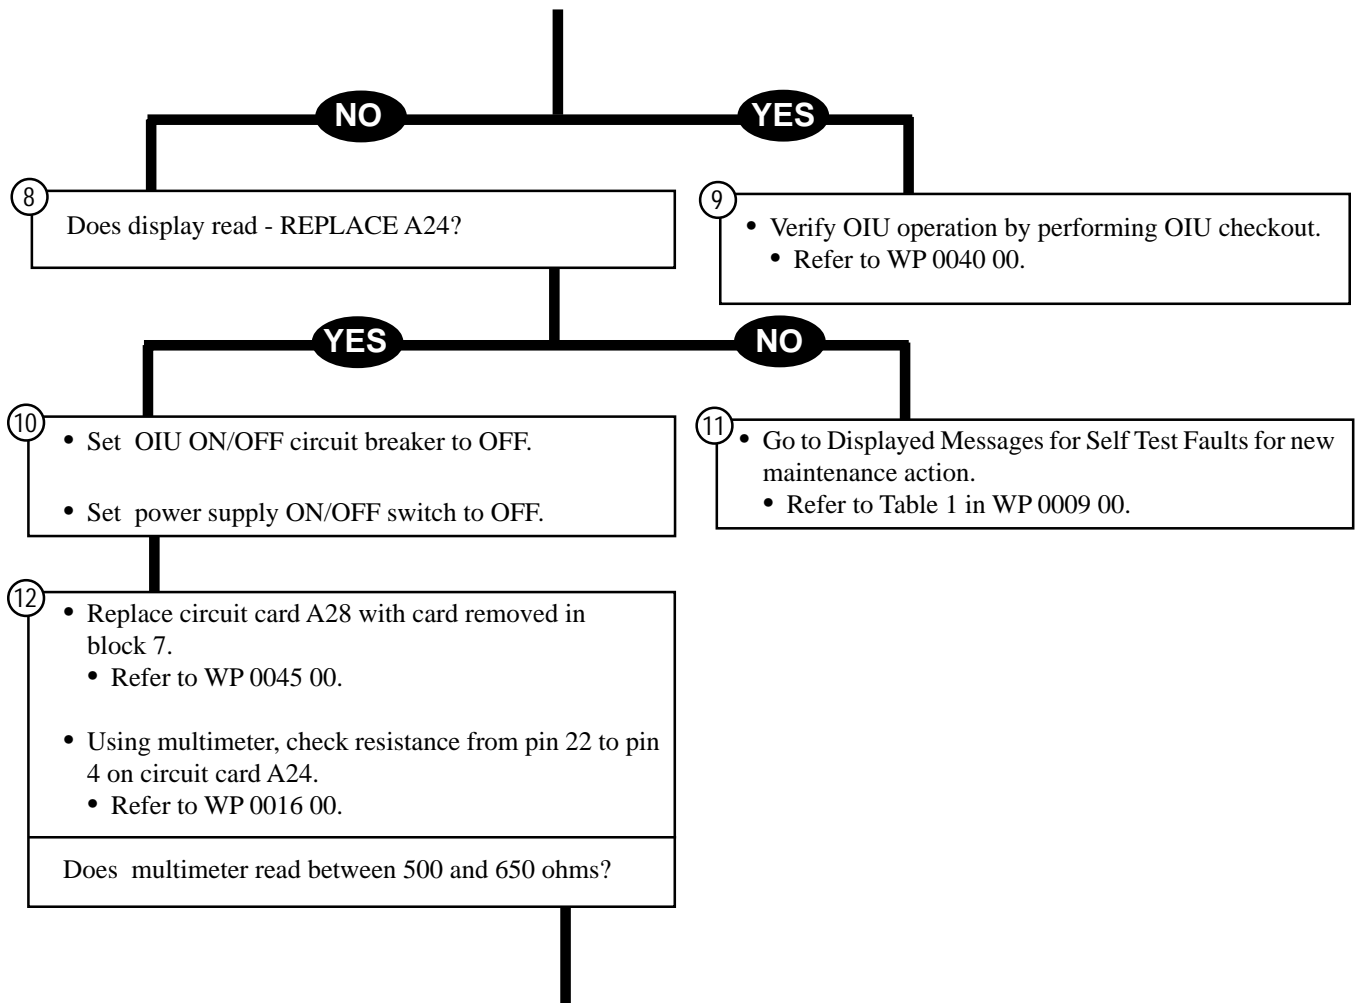 NO
YES
8
Does display read - REPLACE A24?
9
• Verify OIU operation by performing OIU checkout.
• Refer to WP 0040 00.
YES
NO
10
• Set OIU ON/OFF circuit breaker to OFF.
• Set power supply ON/OFF switch to OFF.
11
• Go to Displayed Messages for Self Test Faults for new
maintenance action.
• Refer to Table 1 in WP 0009 00.
12
• Replace circuit card A28 with card removed in
block 7.
• Refer to WP 0045 00.
• Using multimeter, check resistance from pin 22 to pin
4 on circuit card A24.
• Refer to WP 0016 00.
Does multimeter read between 500 and 650 ohms?